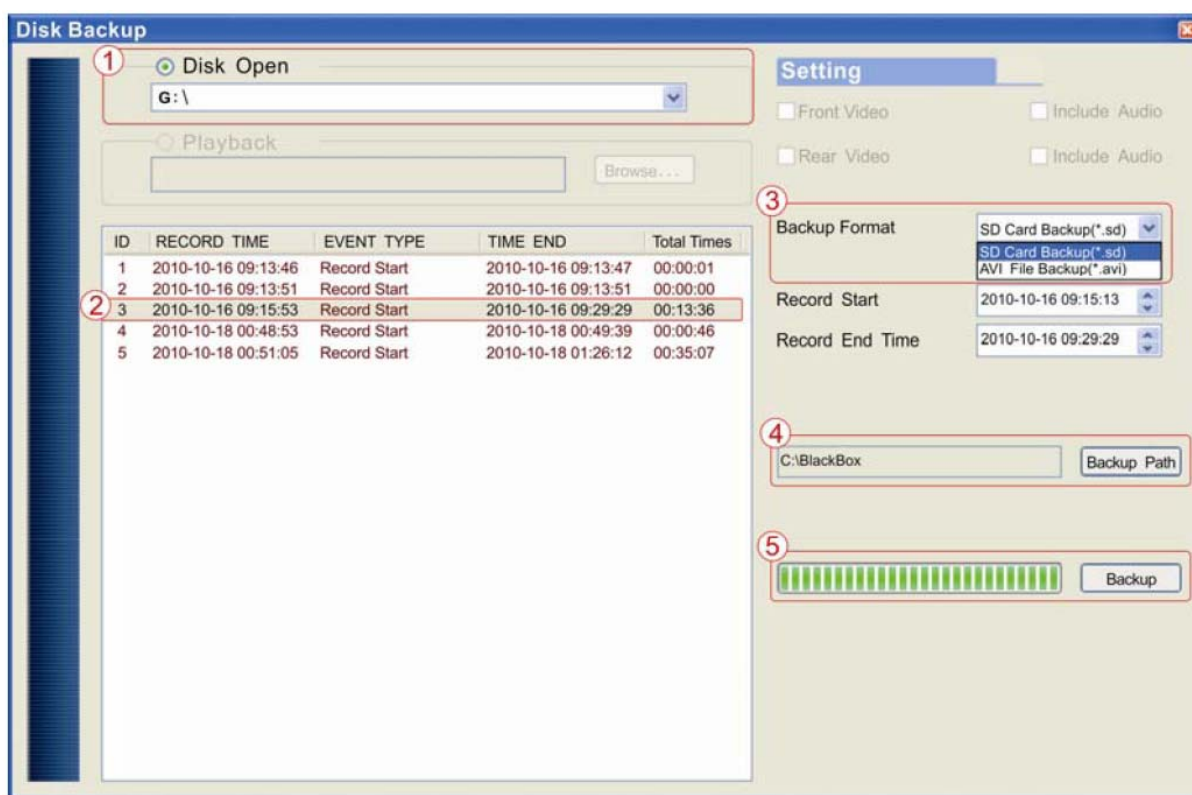 Disk Backup
1 Disk Open
G:\
Playback
Browse...
ID RECORD TIME EVENT TYPE TIME END Total Times
1 2010-10-16 09:13:46 Record Start 2010-10-16 09:13:47 00:00:01
2 2010-10-16 09:13:51 Record Start 2010-10-16 09:13:51 00:00:00
2 3 2010-10-16 09:15:53 Record Start 2010-10-16 09:29:29 00:13:36
4 2010-10-18 00:48:53 Record Start 2010-10-18 00:49:39 00:00:46
5 2010-10-18 00:51:05 Record Start 2010-10-18 01:26:12 00:35:07
Setting
Front Video Include Audio
Rear Video Include Audio
3
Backup Format SD Card Backup(*.sd)
SD Card Backup(*.sd)
AVI File Backup(*.avi)
Record Start 2010-10-16 09:15:13
Record End Time 2010-10-16 09:29:29
4
C:\BlackBox Backup Path
5
Backup